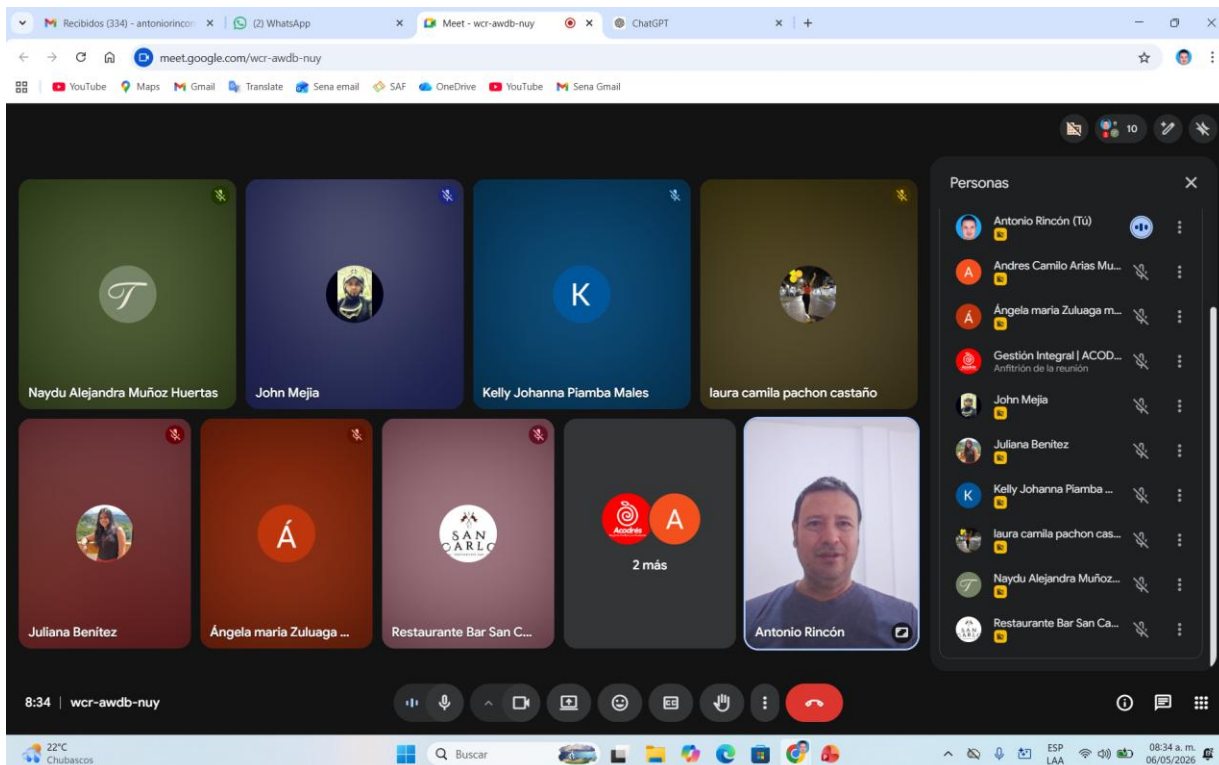 Recibidos (334) - antoniorincon
(2) WhatsApp
Meet - wcr-awdb-nuy
ChatGPT
meet.google.com/wcr-awdb-nuy
YouTube
Maps
Gmail
Translate
Sena email
SAF
OneDrive
YouTube
Sena Gmail
10
Naydu Alejandra Muñoz Huertas
John Mejia
K
Kelly Johanna Piamba Males
laura camila pachon castaño
Juliana Benítez
Á
Ángela maria Zuluaga ...
SAN
CARLO
Restaurante Bar San C...
Acodrés
A
2 más
Antonio Rincón
Personas
Antonio Rincón (Tú)
A
Andres Camilo Arias Mu...
Á
Ángela maria Zuluaga m...
Gestión Integral | ACOD...
Anfitrión de la reunión
John Mejia
Juliana Benítez
K
Kelly Johanna Piamba ...
laura camila pachon cas...
Naydu Alejandra Muñoz...
Restaurante Bar San Ca...
8:34 | wcr-awdb-nuy
22°C
Chubascos
Buscar
ESP
LAA
08:34 a. m.
06/05/2026